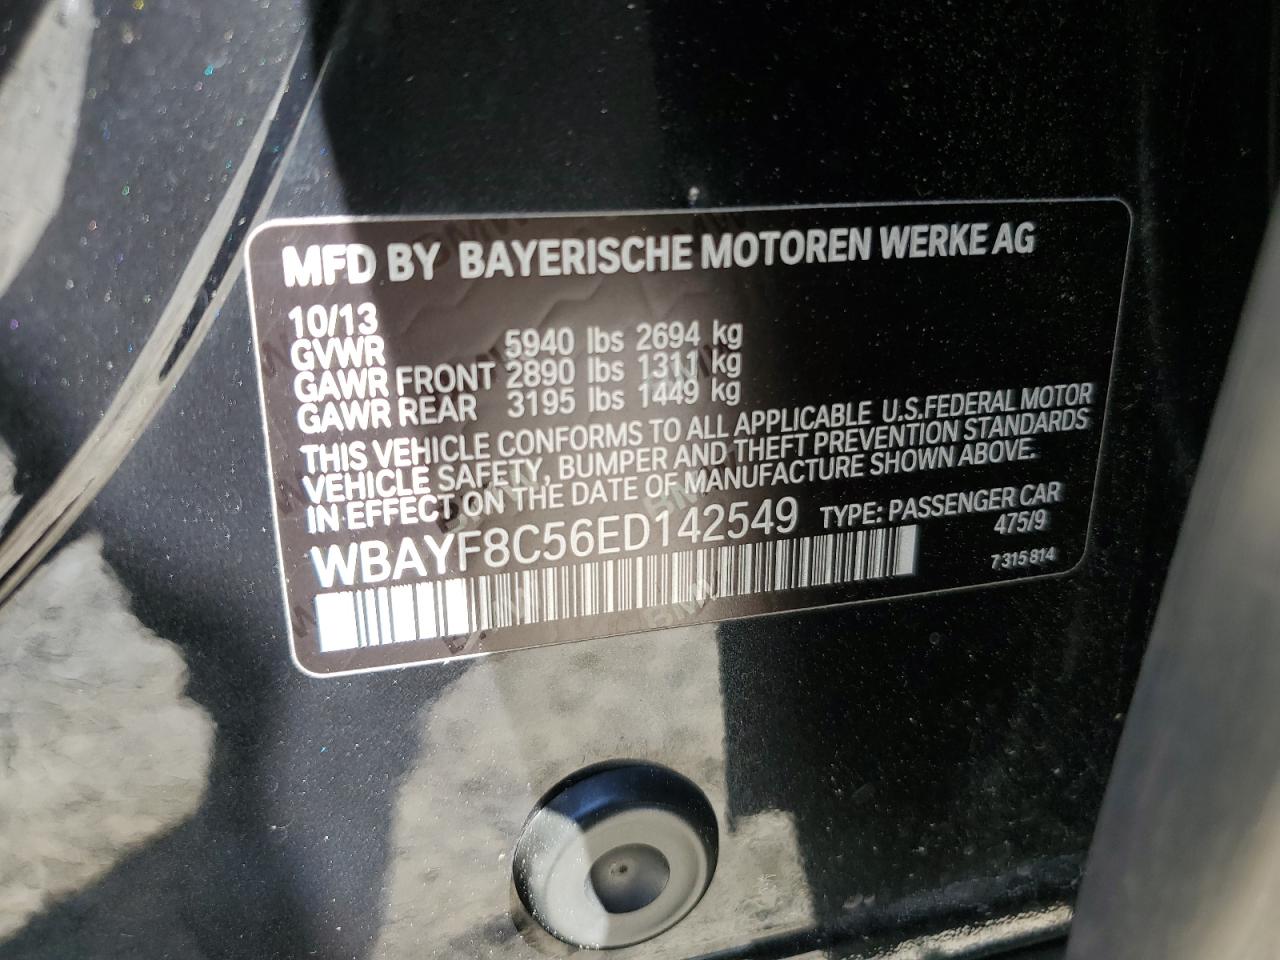 MFD BY BAYERISCHE MOTOREN WERKE AG
10/13
GVWR 5940 lbs 2694 kg
GAWR FRONT 2890 lbs 1311 kg
GAWR REAR 3195 lbs 1449 kg
THIS VEHICLE CONFORMS TO ALL APPLICABLE U.S.FEDERAL MOTOR
VEHICLE SAFETY, BUMPER AND THEFT PREVENTION STANDARDS
IN EFFECT ON THE DATE OF MANUFACTURE SHOWN ABOVE.
WBAYF8C56ED142549 TYPE: PASSENGER CAR
475/9
7 315 814